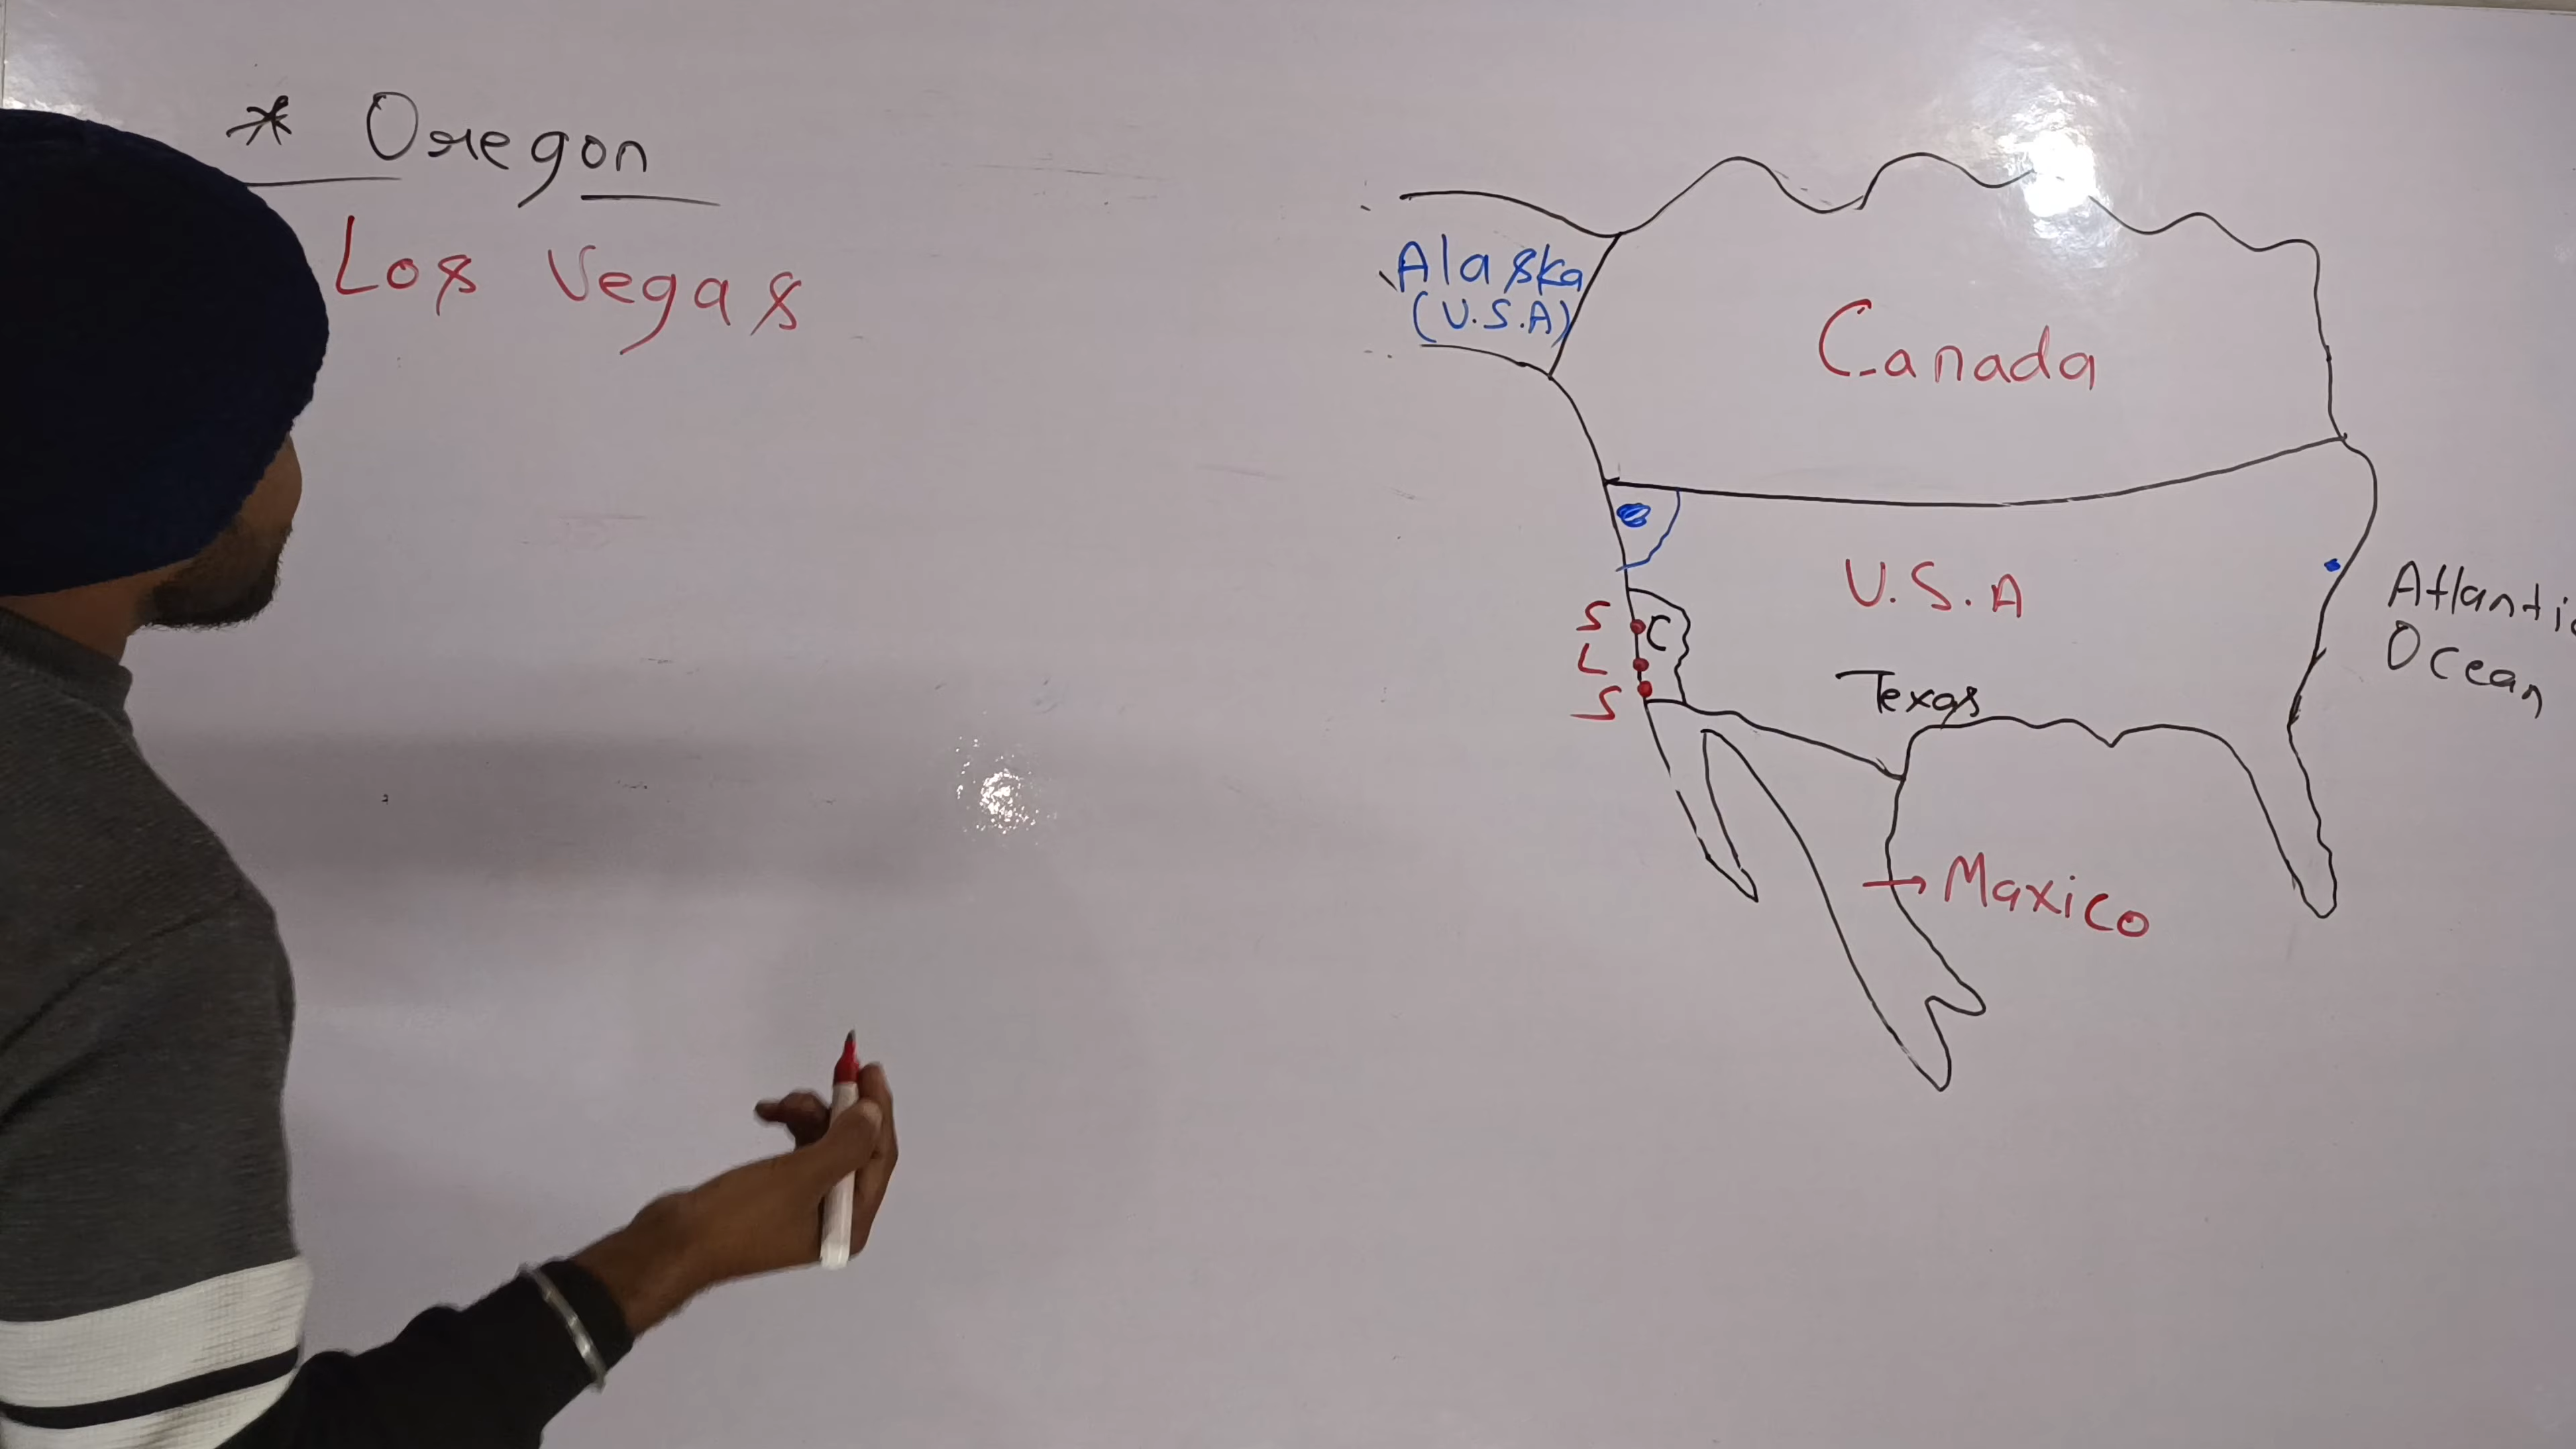 * Oregon
Los Vegas
Alaska
(U.S.A)
Canada
U.S.A
Atlantic
Ocean
S
C
L
S
Texas
→ Maxico